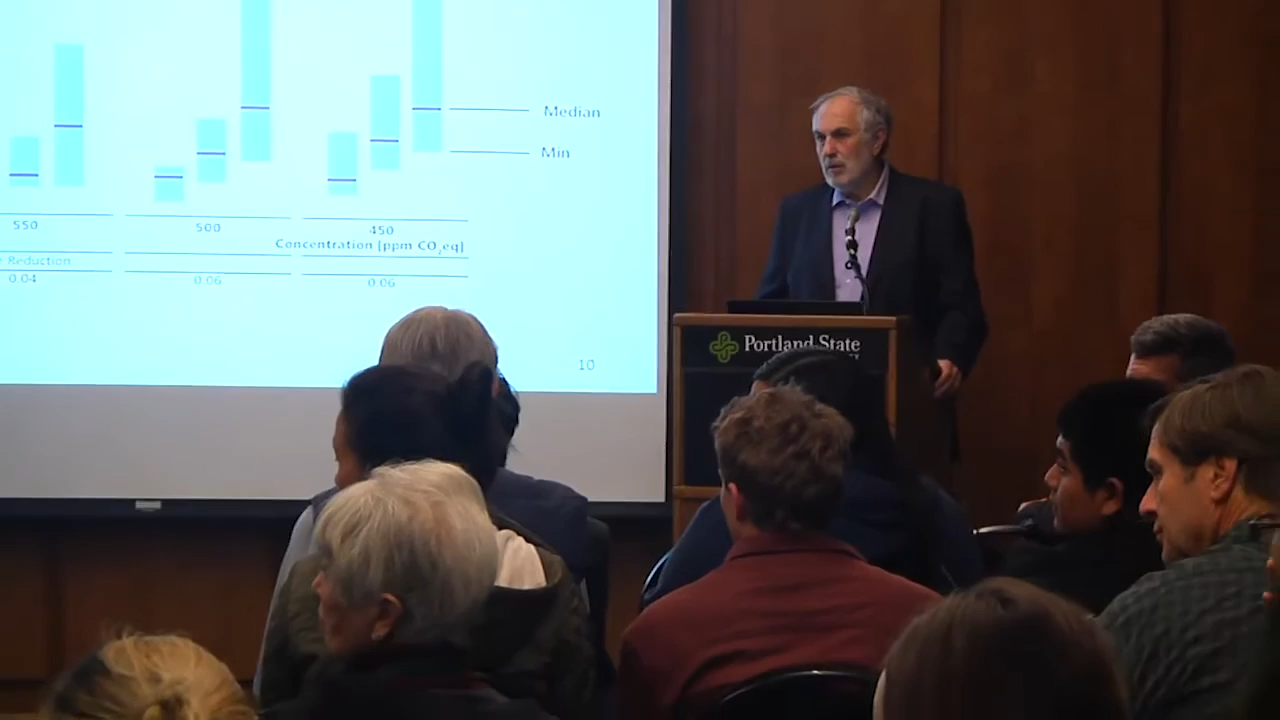 Median
Min
550 500 450
Concentration [ppm CO₂eq]
Reduction
0.04 0.06 0.06
10
Portland State